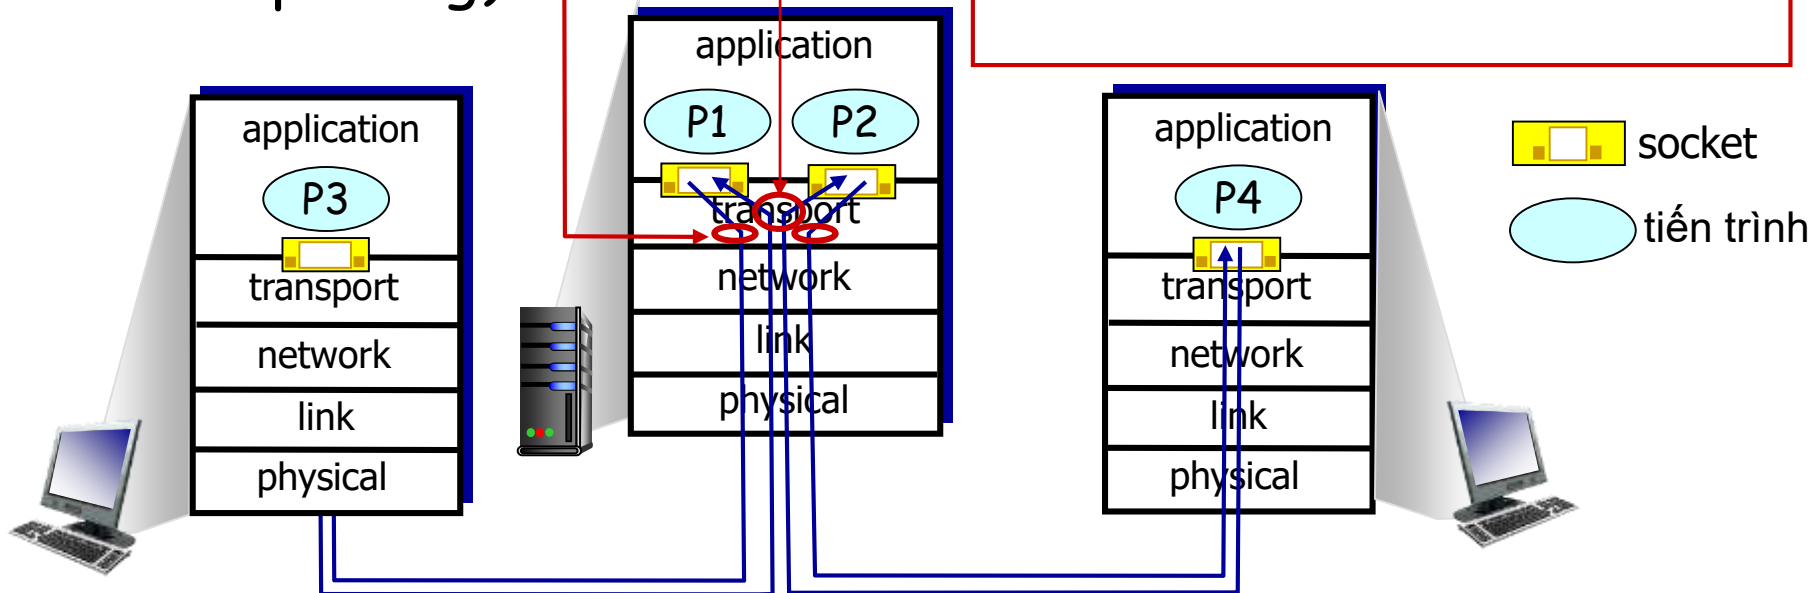 application
P1
P2
transport
network
link
physical
application
P3
transport
network
link
physical
application
P4
transport
network
link
physical
socket
tiến trình